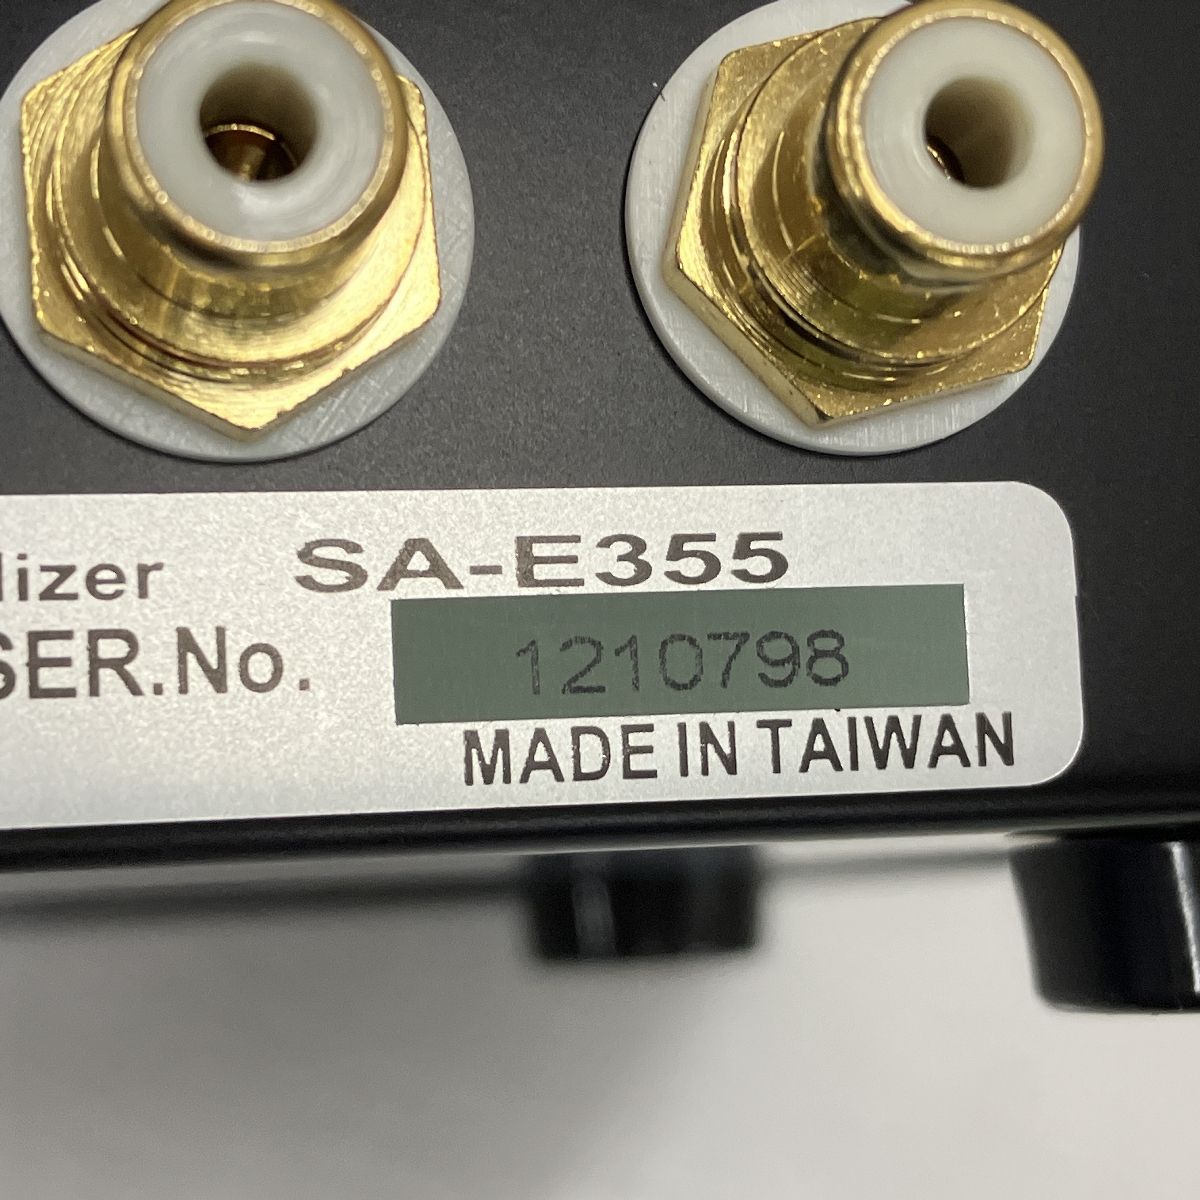 lizer SA-E355
SER.No. 1210798
MADE IN TAIWAN